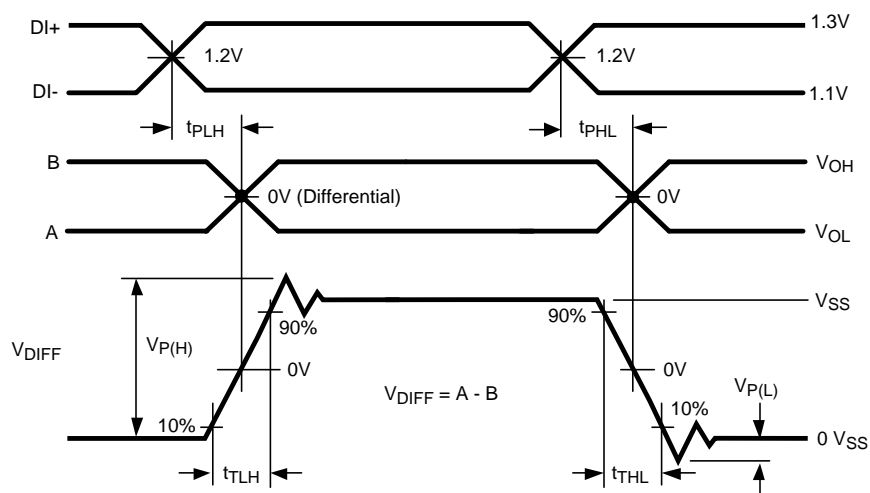 DI+ 1.3V
1.2V 1.2V
DI- 1.1V
tPLH tPHL
B VOH
0V (Differential) 0V
A VOL
VSS
90% 90%
VDIFF VP(H) 0V 0V
VDIFF = A - B VP(L)
10% 10%
0 VSS
tTLH tTHL